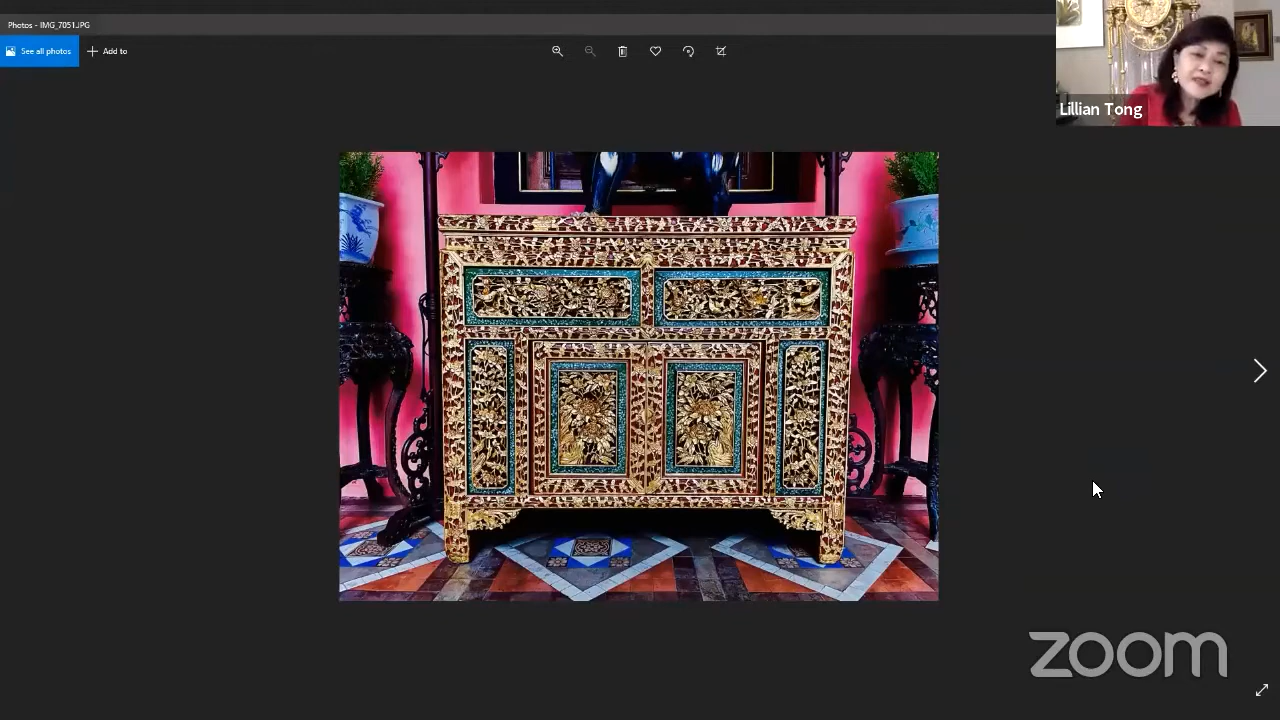 Photos - IMG_7051.JPG
See all photos
Add to
Lillian Tong
zoom